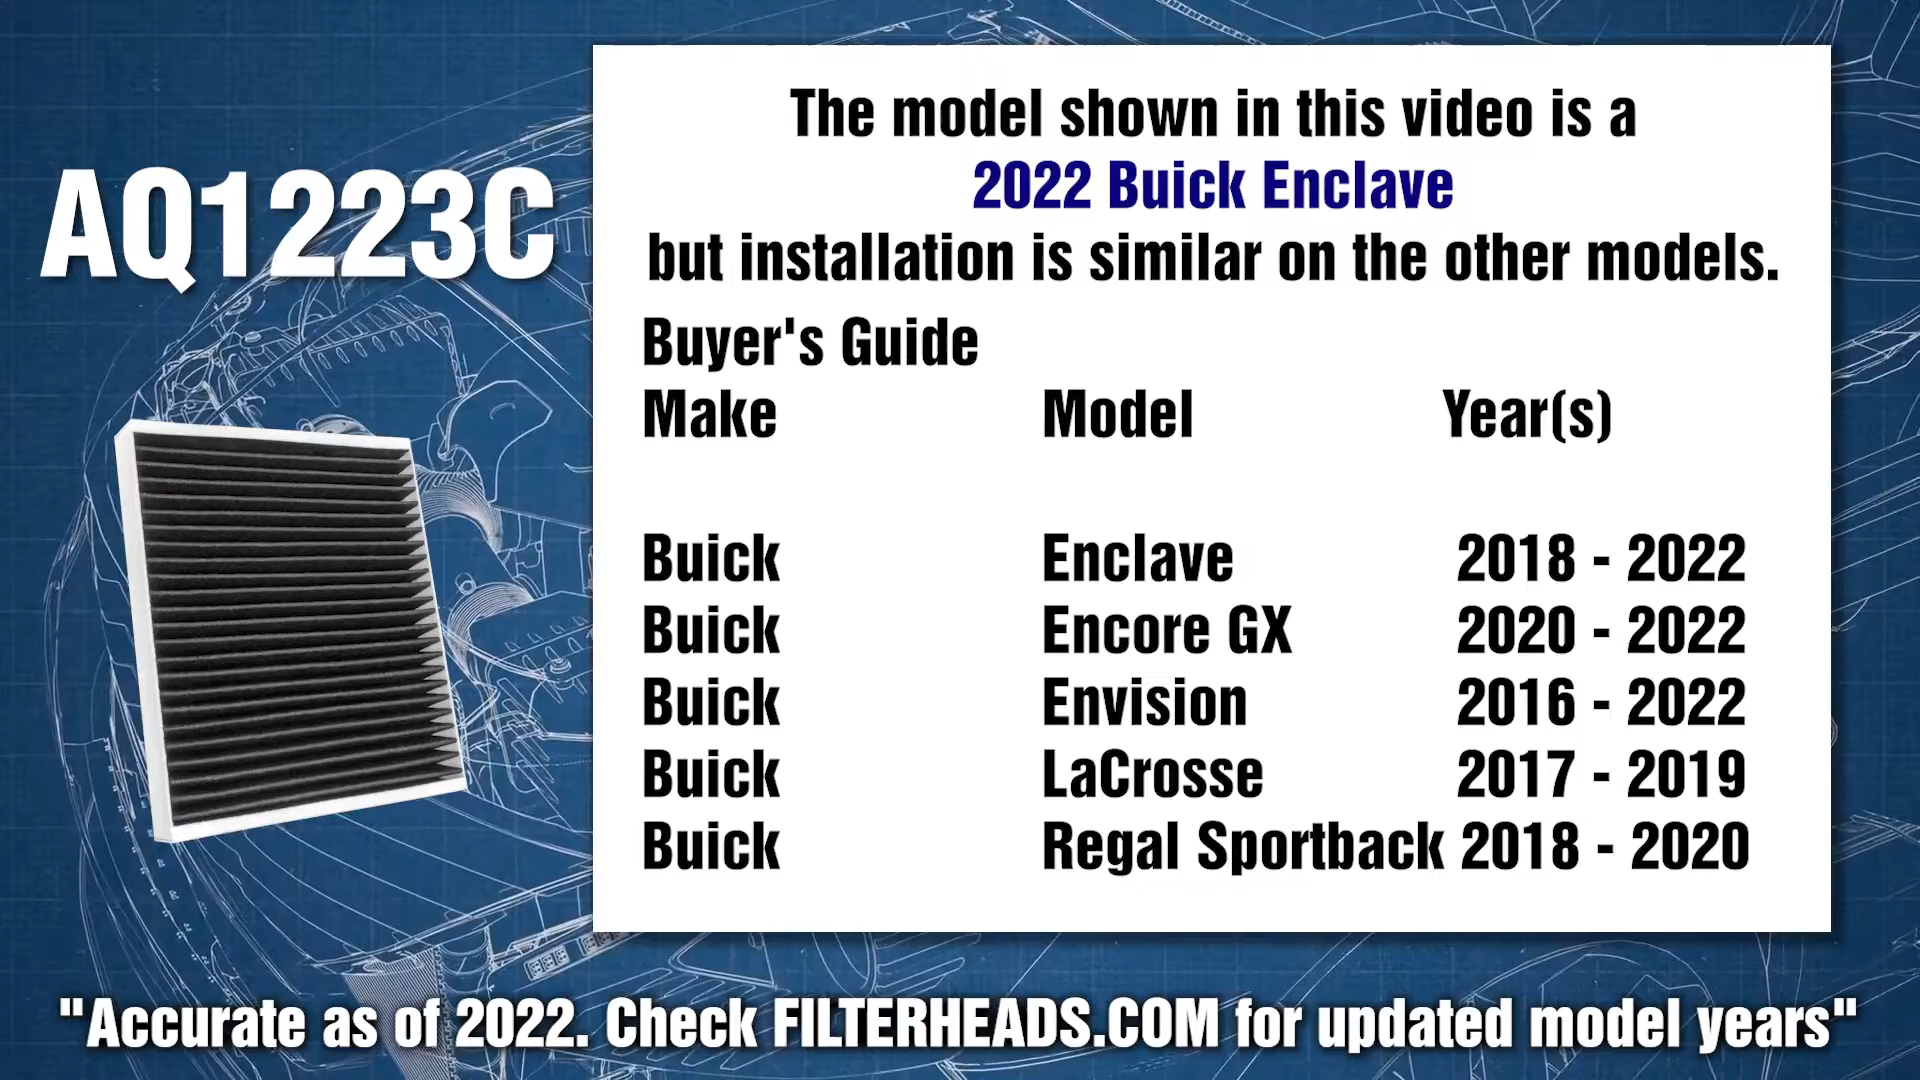 AQ1223C
The model shown in this video is a
2022 Buick Enclave
but installation is similar on the other models.
Buyer's Guide
Make Model Year(s)
Buick Enclave 2018 - 2022
Buick Encore GX 2020 - 2022
Buick Envision 2016 - 2022
Buick LaCrosse 2017 - 2019
Buick Regal Sportback 2018 - 2020
"Accurate as of 2022. Check FILTERHEADS.COM for updated model years"